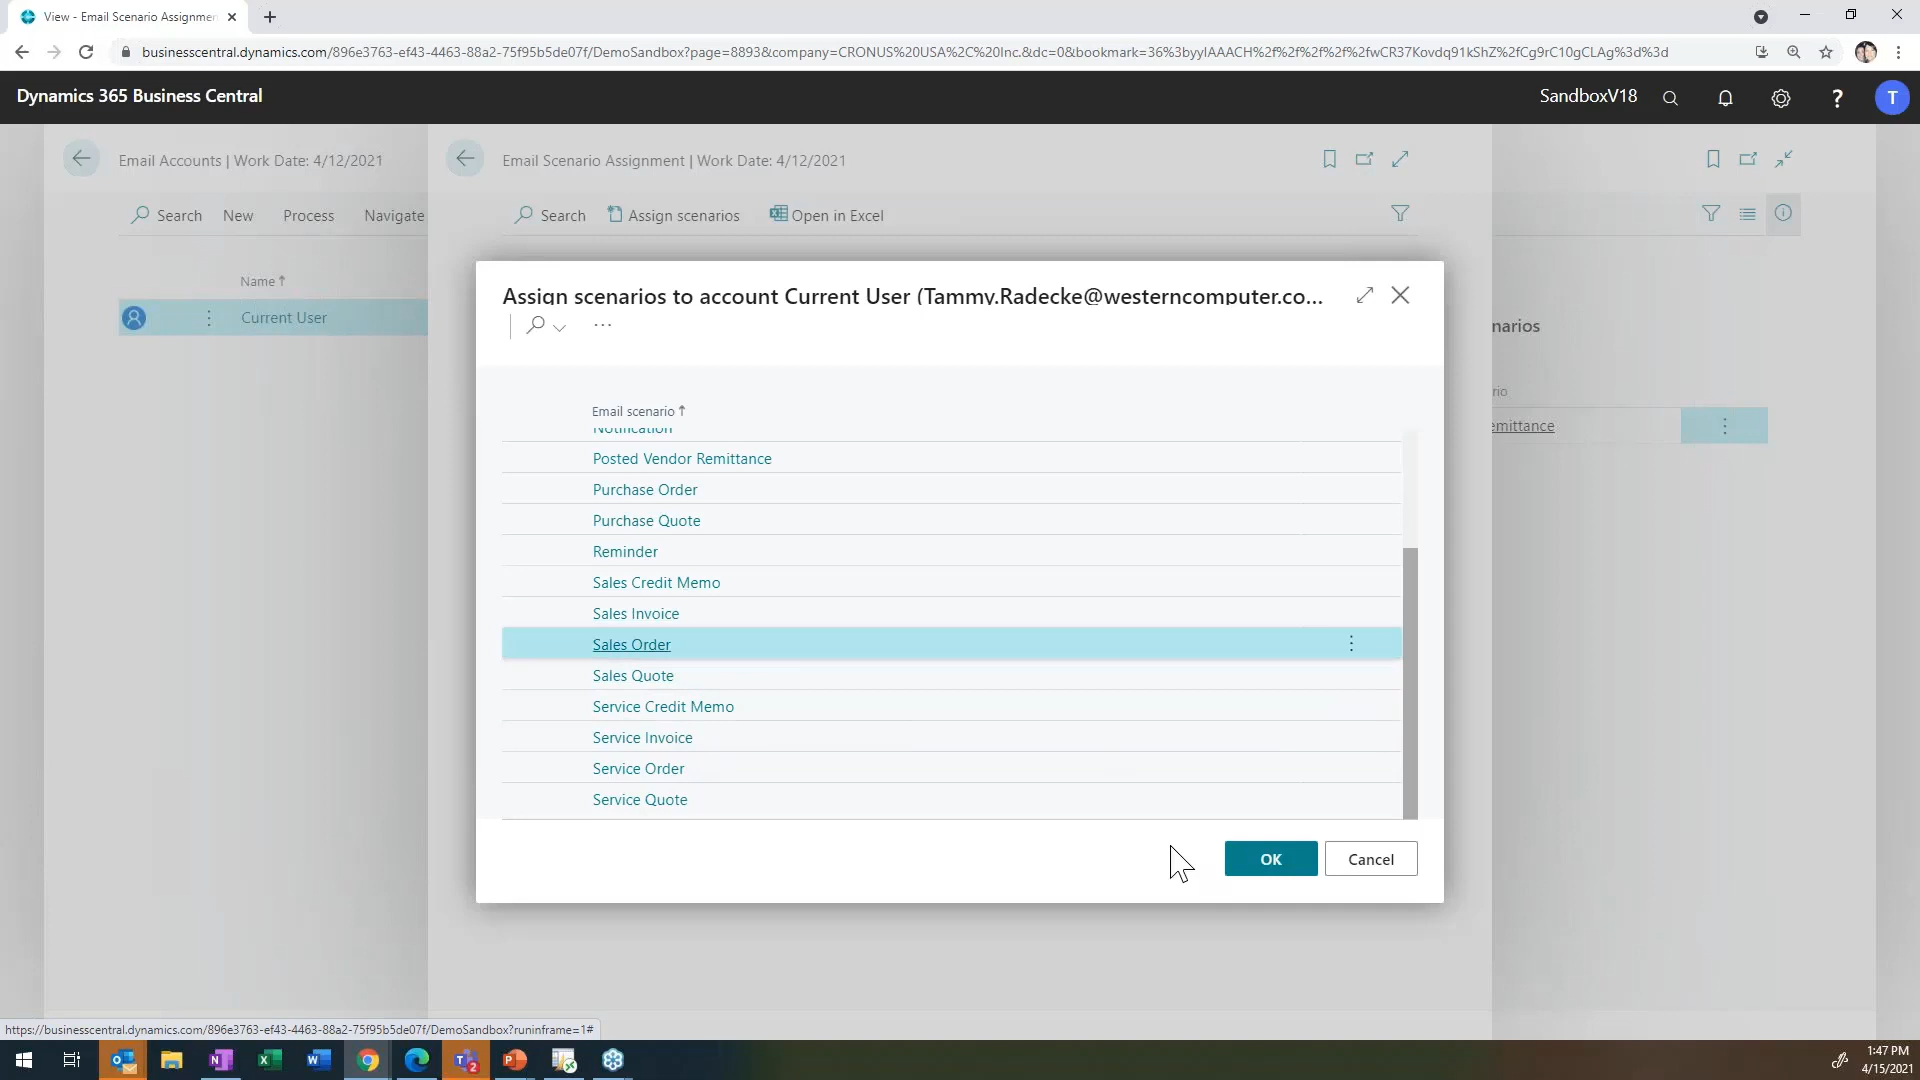 View - Email Scenario Assignmen
businesscentral.dynamics.com/896e3763-ef43-4463-88a2-75f95b5de07f/DemoSandbox?page=8893&company=CRONUS%20USA%2C%20Inc.&dc=0&bookmark=36%3byyIAAACH%2f%2f%2f%2fwCR37Kovdq91kShZ%2fCg9rC10gCLAg%3d%3d
Dynamics 365 Business Central
SandboxV18
?
T
Email Accounts | Work Date: 4/12/2021
Email Scenario Assignment | Work Date: 4/12/2021
Search New Process Navigate
Search Assign scenarios Open in Excel
Name ↑
Current User
Assign scenarios to account Current User (Tammy.Radecke@westerncomputer.co...
narios
rio
emittance
Email scenario ↑
Notification
Posted Vendor Remittance
Purchase Order
Purchase Quote
Reminder
Sales Credit Memo
Sales Invoice
Sales Order
Sales Quote
Service Credit Memo
Service Invoice
Service Order
Service Quote
OK Cancel
https://businesscentral.dynamics.com/896e3763-ef43-4463-88a2-75f95b5de07f/DemoSandbox?runinframe=1#
1:47 PM
4/15/2021